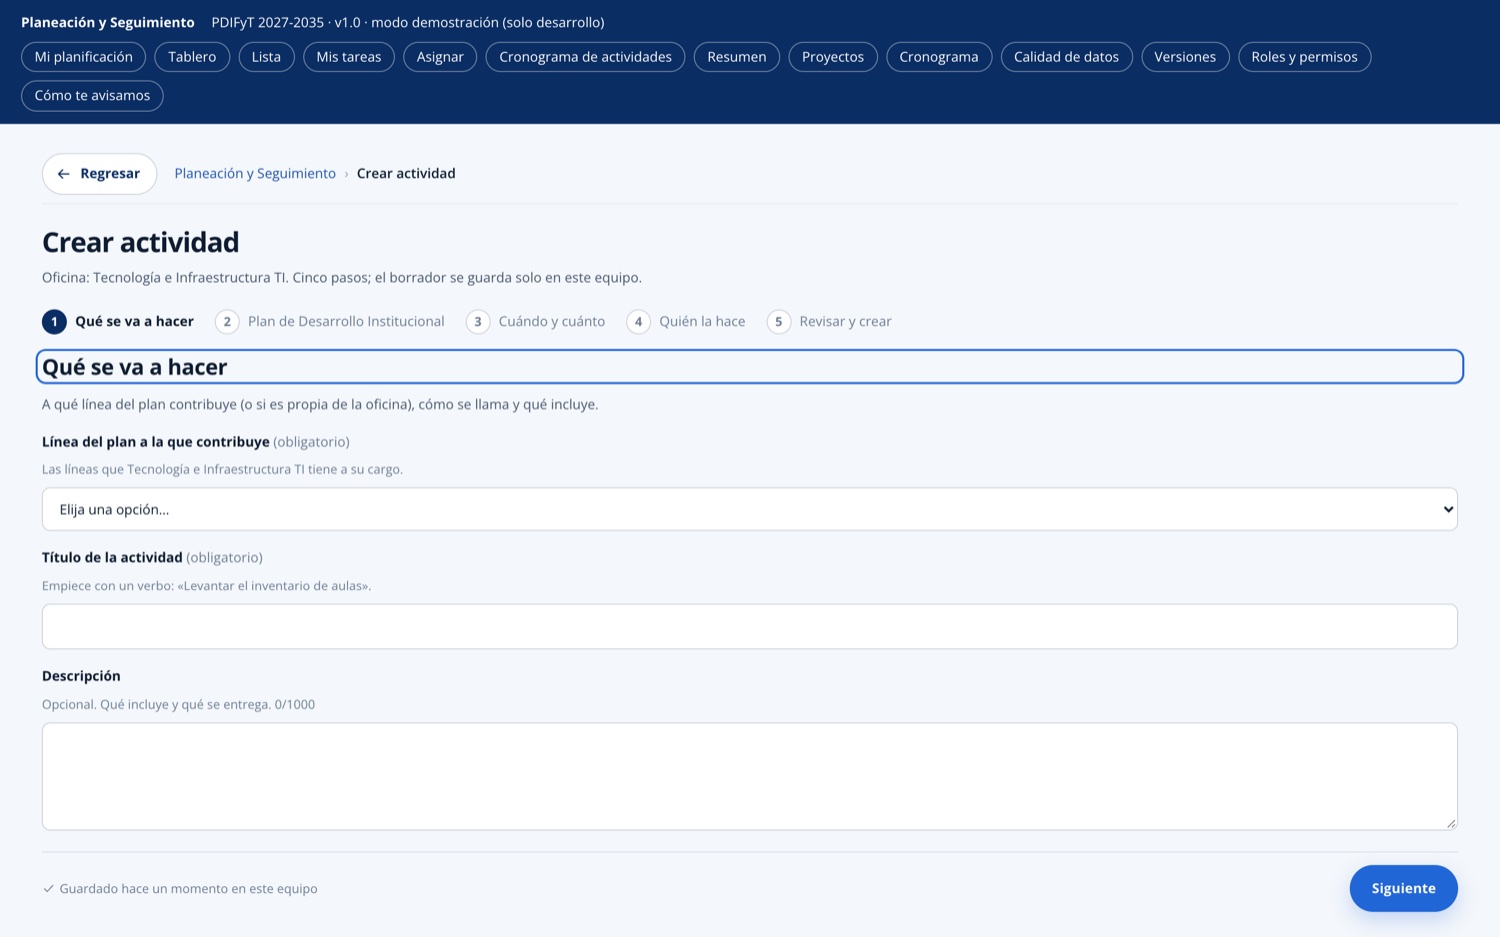 Planeación y Seguimiento PDIFyT 2027-2035 · v1.0 · modo demostración (solo desarrollo)
Mi planificación Tablero Lista Mis tareas Asignar Cronograma de actividades Resumen Proyectos Cronograma Calidad de datos Versiones Roles y permisos
Cómo te avisamos
← Regresar Planeación y Seguimiento › Crear actividad
Crear actividad
Oficina: Tecnología e Infraestructura TI. Cinco pasos; el borrador se guarda solo en este equipo.
1 Qué se va a hacer 2 Plan de Desarrollo Institucional 3 Cuándo y cuánto 4 Quién la hace 5 Revisar y crear
Qué se va a hacer
A qué línea del plan contribuye (o si es propia de la oficina), cómo se llama y qué incluye.
Línea del plan a la que contribuye (obligatorio)
Las líneas que Tecnología e Infraestructura TI tiene a su cargo.
Elija una opción...
Título de la actividad (obligatorio)
Empiece con un verbo: «Levantar el inventario de aulas».
Descripción
Opcional. Qué incluye y qué se entrega. 0/1000
✓ Guardado hace un momento en este equipo Siguiente